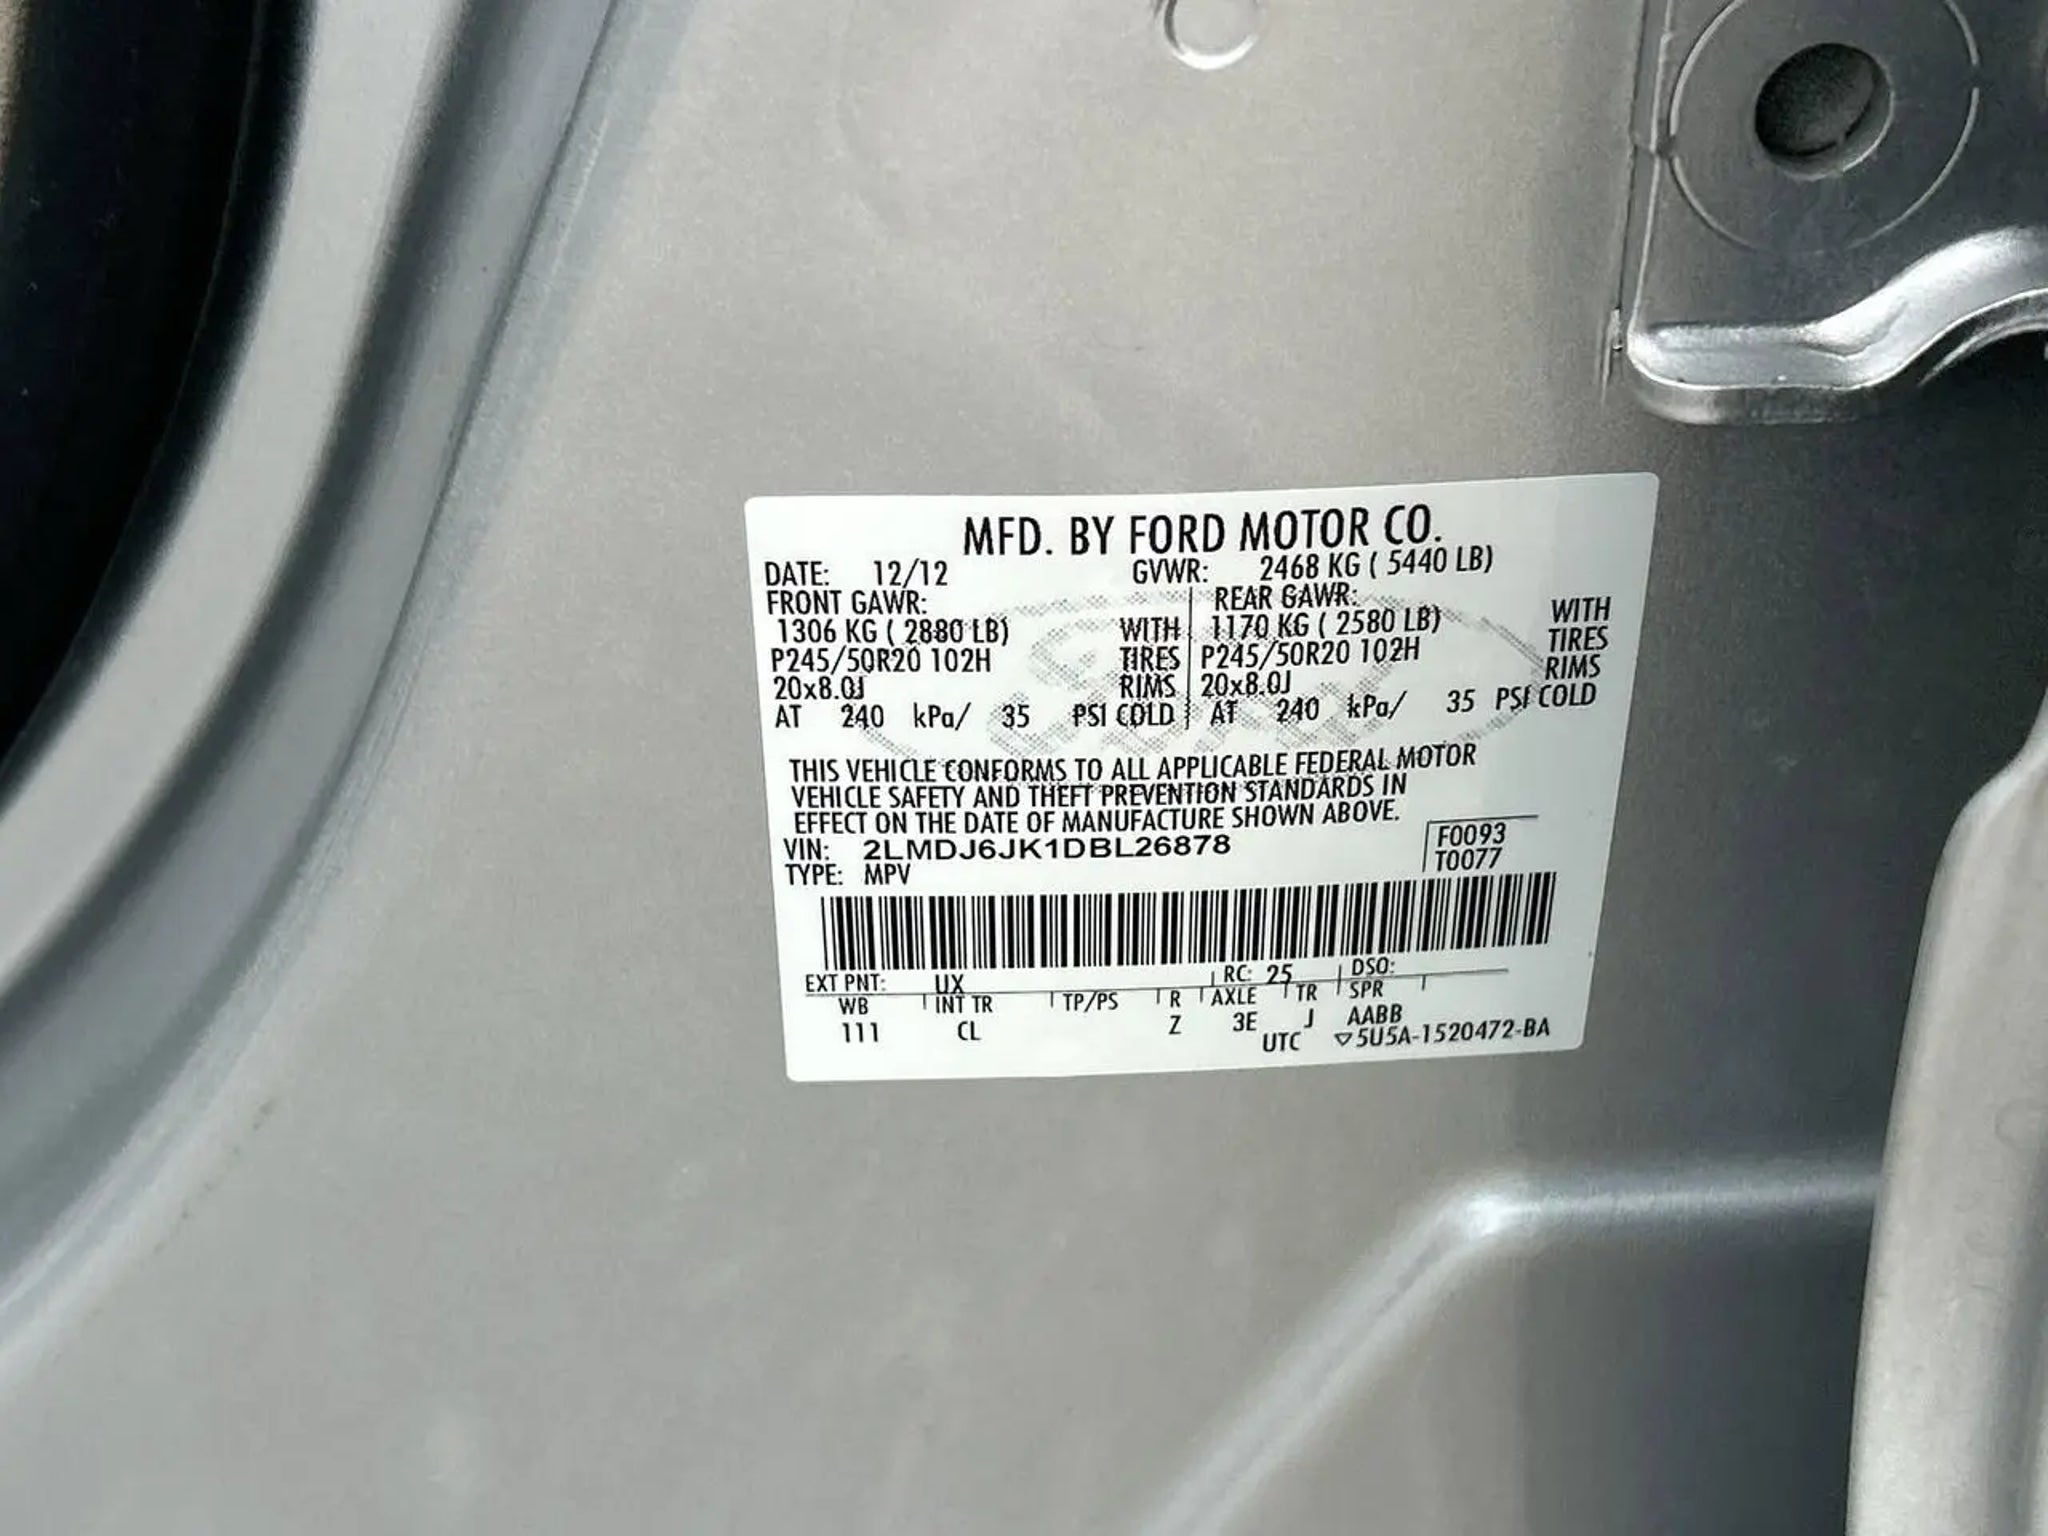 MFD. BY FORD MOTOR CO.
DATE: 12/12 GVWR: 2468 KG ( 5440 LB)
FRONT GAWR: REAR GAWR:
1306 KG ( 2880 LB) WITH 1170 KG ( 2580 LB) WITH
P245/50R20 102H TIRES P245/50R20 102H TIRES
20x8.0J RIMS 20x8.0J RIMS
AT 240 kPa/ 35 PSI COLD AT 240 kPa/ 35 PSI COLD
THIS VEHICLE CONFORMS TO ALL APPLICABLE FEDERAL MOTOR
VEHICLE SAFETY AND THEFT PREVENTION STANDARDS IN
EFFECT ON THE DATE OF MANUFACTURE SHOWN ABOVE.
VIN: 2LMDJ6JK1DBL26878 F0093
TYPE: MPV T0077
EXT PNT: UX RC: 25 DSO:
WB INT TR TP/PS R AXLE TR SPR
111 CL Z 3E J AABB
UTC ▽5U5A-1520472-BA
Ford